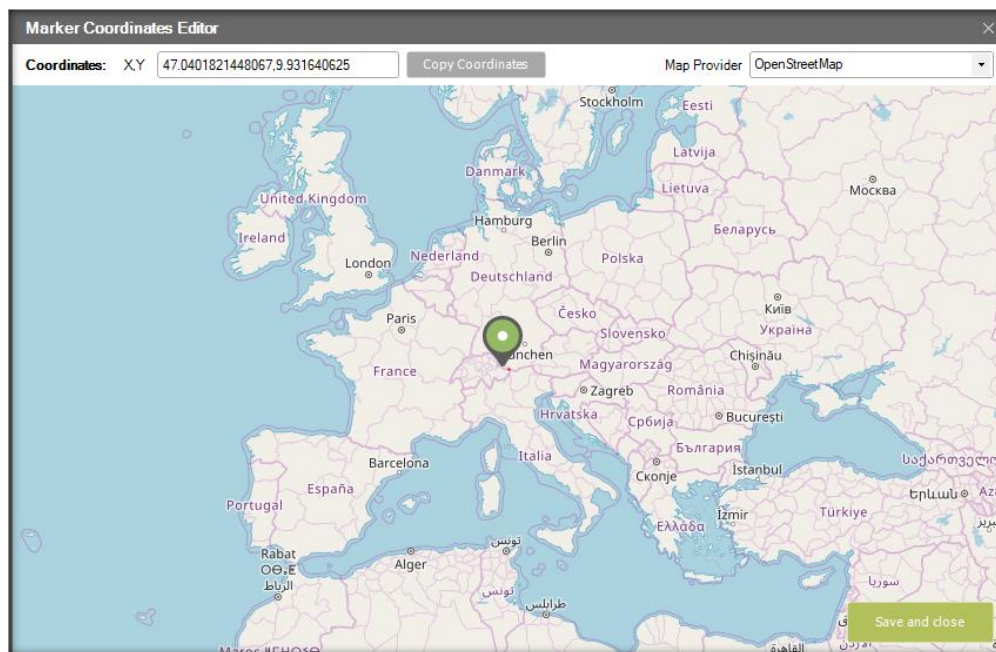 Marker Coordinates Editor
Coordinates: X,Y 47.0401821448067,9.931640625 Copy Coordinates Map Provider OpenStreetMap
Stockholm
Eesti
Latvija
Danmark
Lietuva
Москва
United Kingdom
Hamburg
Беларусь
Ireland
Berlin
Nederland
Polska
London
Deutschland
Київ
Česko
Paris
Slovensko
Україна
Chișinău
France
Magyarország
Zagreb
România
Hrvatska
Србија
București
България
Italia
Barcelona
İstanbul
Скопје
España
Portugal
Türkiye
İzmir
Ελλάδα
تونس
Rabat
ⵔⴱⴰⵟ
الرباط
Alger
تونس
سوريا
طرابلس
Save and close
القاهرة